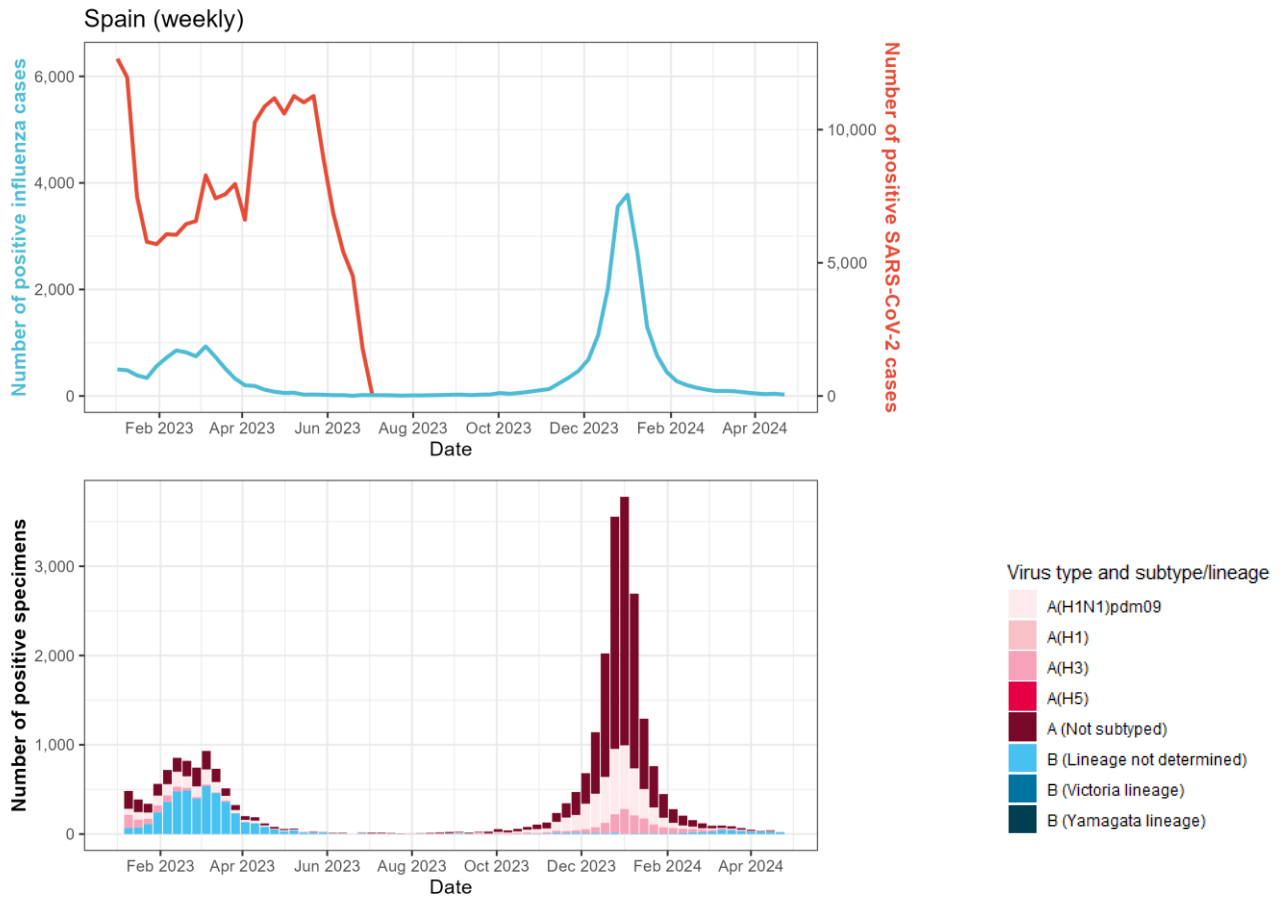 Spain (weekly)
Number of positive influenza cases
6,000
4,000
2,000
0
Number of positive SARS-CoV-2 cases
10,000
5,000
0
Feb 2023 Apr 2023 Jun 2023 Aug 2023 Oct 2023 Dec 2023 Feb 2024 Apr 2024
Date
Number of positive specimens
3,000
2,000
1,000
0
Feb 2023 Apr 2023 Jun 2023 Aug 2023 Oct 2023 Dec 2023 Feb 2024 Apr 2024
Date
Virus type and subtype/lineage
A(H1N1)pdm09
A(H1)
A(H3)
A(H5)
A (Not subtyped)
B (Lineage not determined)
B (Victoria lineage)
B (Yamagata lineage)